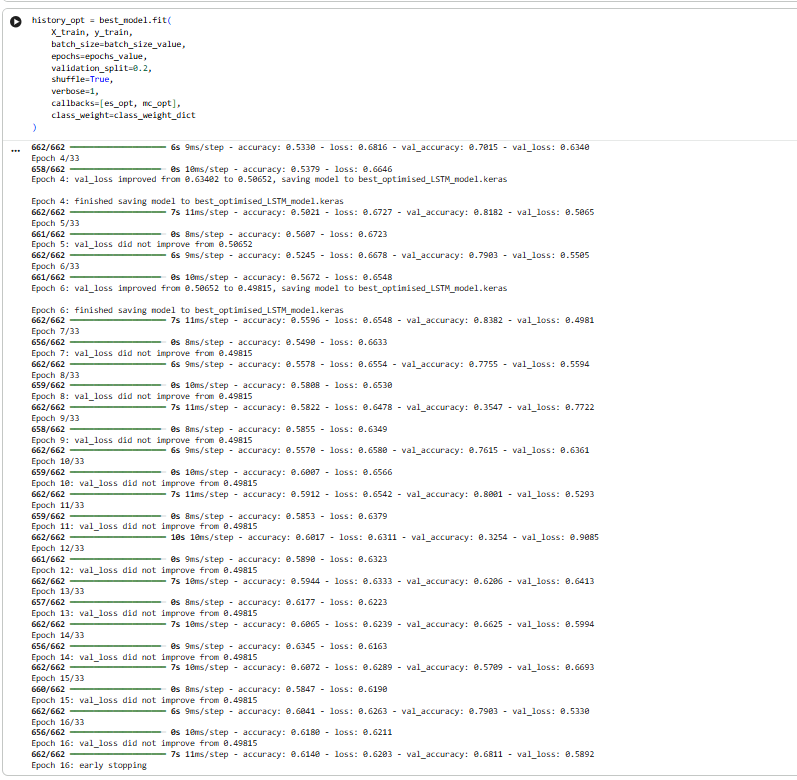 history_opt = best_model.fit(
X_train, y_train,
batch_size=batch_size_value,
epochs=epochs_value,
validation_split=0.2,
shuffle=True,
verbose=1,
callbacks=[es_opt, mc_opt],
class_weight=class_weight_dict
)
662/662 6s 9ms/step - accuracy: 0.5330 - loss: 0.6816 - val_accuracy: 0.7015 - val_loss: 0.6340
Epoch 4/33
658/662 0s 10ms/step - accuracy: 0.5379 - loss: 0.6646
Epoch 4: val_loss improved from 0.63402 to 0.50652, saving model to best_optimised_LSTM_model.keras
Epoch 4: finished saving model to best_optimised_LSTM_model.keras
662/662 7s 11ms/step - accuracy: 0.5021 - loss: 0.6727 - val_accuracy: 0.8182 - val_loss: 0.5065
Epoch 5/33
661/662 0s 8ms/step - accuracy: 0.5607 - loss: 0.6723
Epoch 5: val_loss did not improve from 0.50652
662/662 6s 9ms/step - accuracy: 0.5245 - loss: 0.6678 - val_accuracy: 0.7903 - val_loss: 0.5505
Epoch 6/33
661/662 0s 10ms/step - accuracy: 0.5672 - loss: 0.6548
Epoch 6: val_loss improved from 0.50652 to 0.49815, saving model to best_optimised_LSTM_model.keras
Epoch 6: finished saving model to best_optimised_LSTM_model.keras
662/662 7s 11ms/step - accuracy: 0.5596 - loss: 0.6548 - val_accuracy: 0.8382 - val_loss: 0.4981
Epoch 7/33
656/662 0s 8ms/step - accuracy: 0.5490 - loss: 0.6633
Epoch 7: val_loss did not improve from 0.49815
662/662 6s 9ms/step - accuracy: 0.5578 - loss: 0.6554 - val_accuracy: 0.7755 - val_loss: 0.5594
Epoch 8/33
659/662 0s 10ms/step - accuracy: 0.5808 - loss: 0.6530
Epoch 8: val_loss did not improve from 0.49815
662/662 7s 11ms/step - accuracy: 0.5822 - loss: 0.6478 - val_accuracy: 0.3547 - val_loss: 0.7722
Epoch 9/33
658/662 0s 8ms/step - accuracy: 0.5855 - loss: 0.6349
Epoch 9: val_loss did not improve from 0.49815
662/662 6s 9ms/step - accuracy: 0.5570 - loss: 0.6580 - val_accuracy: 0.7615 - val_loss: 0.6361
Epoch 10/33
659/662 0s 10ms/step - accuracy: 0.6007 - loss: 0.6566
Epoch 10: val_loss did not improve from 0.49815
662/662 7s 11ms/step - accuracy: 0.5912 - loss: 0.6542 - val_accuracy: 0.8001 - val_loss: 0.5293
Epoch 11/33
659/662 0s 8ms/step - accuracy: 0.5853 - loss: 0.6379
Epoch 11: val_loss did not improve from 0.49815
662/662 10s 10ms/step - accuracy: 0.6017 - loss: 0.6311 - val_accuracy: 0.3254 - val_loss: 0.9085
Epoch 12/33
661/662 0s 9ms/step - accuracy: 0.5890 - loss: 0.6323
Epoch 12: val_loss did not improve from 0.49815
662/662 7s 10ms/step - accuracy: 0.5944 - loss: 0.6333 - val_accuracy: 0.6206 - val_loss: 0.6413
Epoch 13/33
657/662 0s 8ms/step - accuracy: 0.6177 - loss: 0.6223
Epoch 13: val_loss did not improve from 0.49815
662/662 7s 10ms/step - accuracy: 0.6065 - loss: 0.6239 - val_accuracy: 0.6625 - val_loss: 0.5994
Epoch 14/33
656/662 0s 9ms/step - accuracy: 0.6345 - loss: 0.6163
Epoch 14: val_loss did not improve from 0.49815
662/662 7s 10ms/step - accuracy: 0.6072 - loss: 0.6289 - val_accuracy: 0.5709 - val_loss: 0.6693
Epoch 15/33
660/662 0s 8ms/step - accuracy: 0.5847 - loss: 0.6190
Epoch 15: val_loss did not improve from 0.49815
662/662 6s 9ms/step - accuracy: 0.6041 - loss: 0.6263 - val_accuracy: 0.7903 - val_loss: 0.5330
Epoch 16/33
656/662 0s 10ms/step - accuracy: 0.6180 - loss: 0.6211
Epoch 16: val_loss did not improve from 0.49815
662/662 7s 11ms/step - accuracy: 0.6140 - loss: 0.6203 - val_accuracy: 0.6811 - val_loss: 0.5892
Epoch 16: early stopping